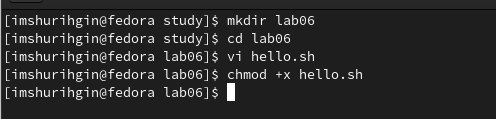 [imshurihgin@fedora study]$ mkdir lab06
[imshurihgin@fedora study]$ cd lab06
[imshurihgin@fedora lab06]$ vi hello.sh
[imshurihgin@fedora lab06]$ chmod +x hello.sh
[imshurihgin@fedora lab06]$